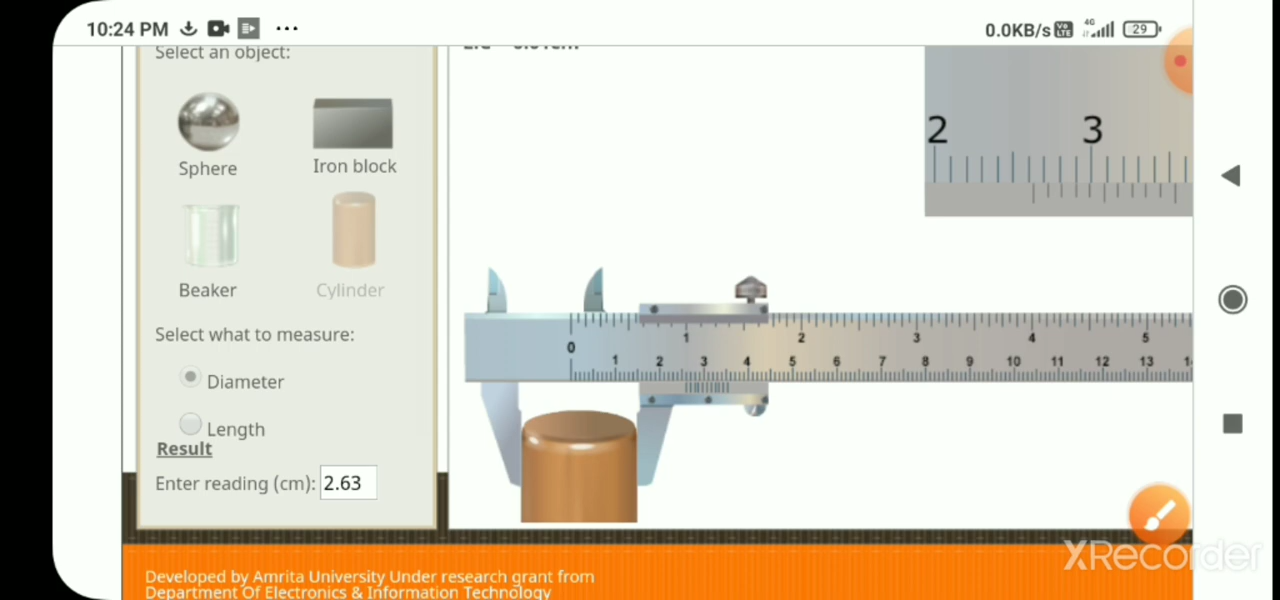 10:24 PM
0.0KB/s Vo LTE 4G 29
Select an object:
Sphere
Iron block
Beaker
Cylinder
Select what to measure:
Diameter
Length
Result
Enter reading (cm): 2.63
2 3
1 2 3 4 5
0
1 2 3 4 5 6 7 8 9 10 11 12 13
Developed by Amrita University Under research grant from
Department Of Electronics & Information Technology
XRecorder